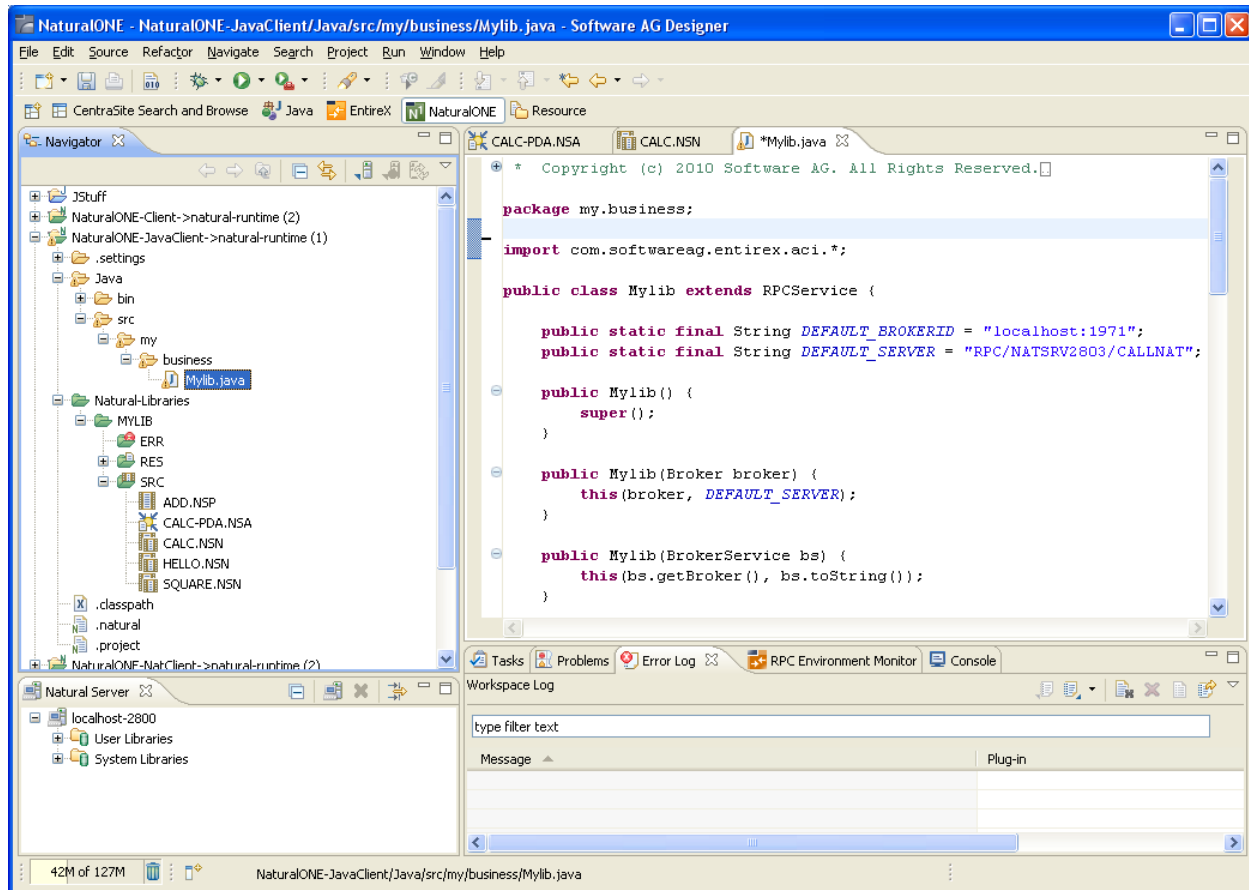 NaturalONE - NaturalONE-JavaClient/Java/src/my/business/Mylib.java - Software AG Designer
File Edit Source Refactor Navigate Search Project Run Window Help
CentraSite Search and Browse Java EntireX NaturalONE Resource
Navigator
JStuff
NaturalONE-Client->natural-runtime (2)
NaturalONE-JavaClient->natural-runtime (1)
.settings
Java
bin
src
my
business
Mylib.java
Natural-Libraries
MYLIB
ERR
RES
SRC
ADD.NSP
CALC-PDA.NSA
CALC.NSN
HELLO.NSN
SQUARE.NSN
.classpath
.natural
.project
NaturalONE-NatClient->natural-runtime (2)
CALC-PDA.NSA CALC.NSN *Mylib.java
* Copyright (c) 2010 Software AG. All Rights Reserved.
package my.business;
import com.softwareag.entirex.aci.*;
public class Mylib extends RPCService {
public static final String DEFAULT_BROKERID = "localhost:1971";
public static final String DEFAULT_SERVER = "RPC/NATSRV2803/CALLNAT";
public Mylib() {
super();
}
public Mylib(Broker broker) {
this(broker, DEFAULT_SERVER);
}
public Mylib(BrokerService bs) {
this(bs.getBroker(), bs.toString());
}
Natural Server
localhost-2800
User Libraries
System Libraries
Tasks Problems Error Log RPC Environment Monitor Console
Workspace Log
type filter text
Message Plug-in
42M of 127M NaturalONE-JavaClient/Java/src/my/business/Mylib.java